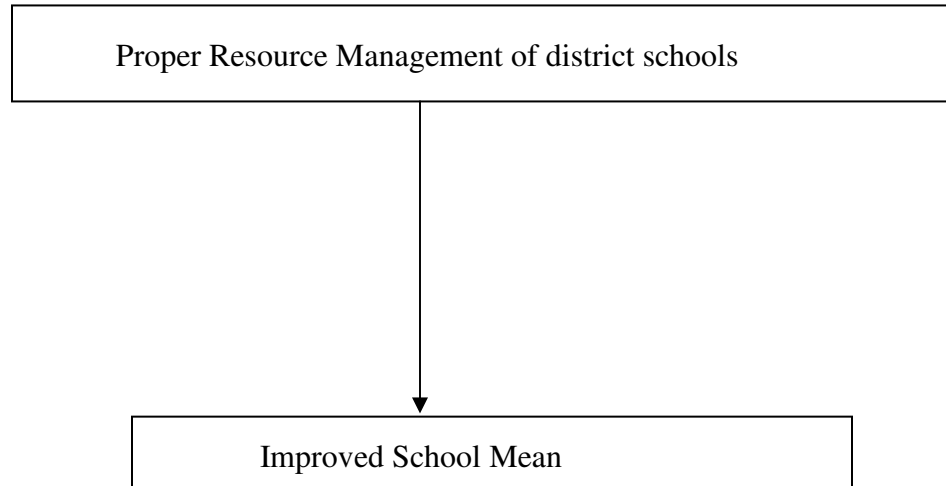 Proper Resource Management of district schools
Improved School Mean